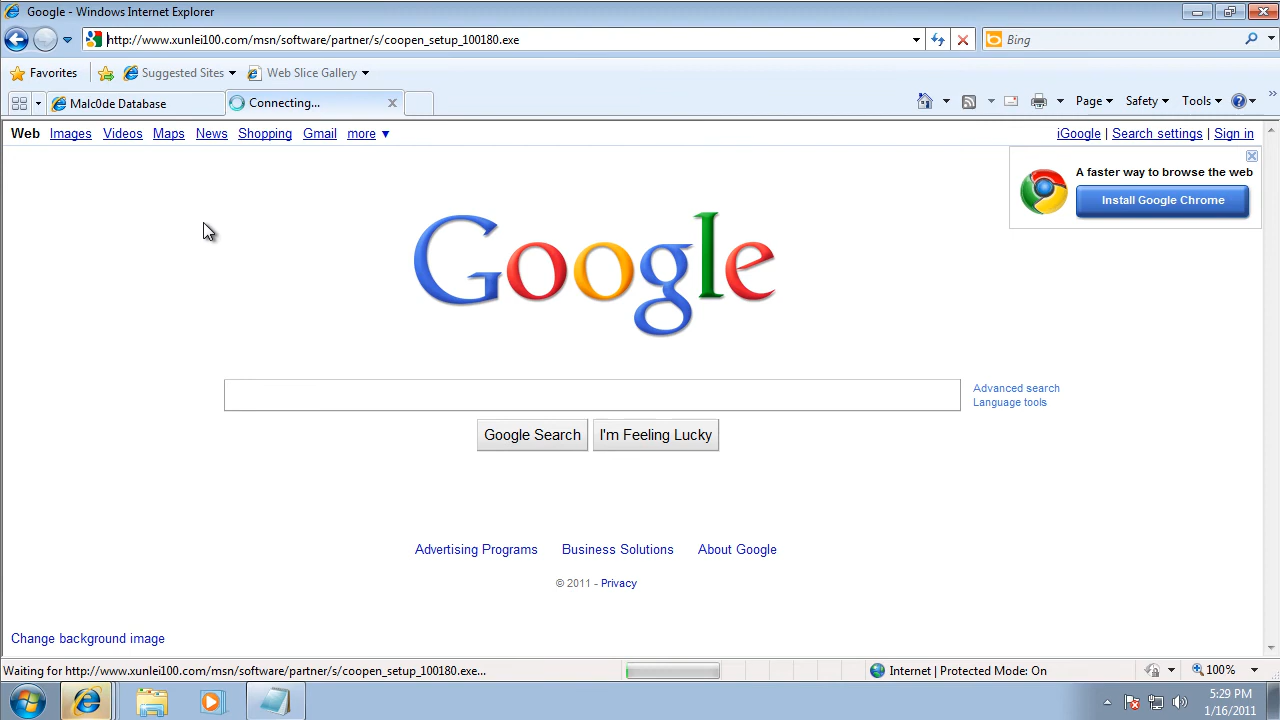 Google - Windows Internet Explorer
http://www.xunlei100.com/msn/software/partner/s/coopen_setup_100180.exe
Bing
Favorites Suggested Sites Web Slice Gallery
Malc0de Database Connecting... Page Safety Tools
Web Images Videos Maps News Shopping Gmail more ▼ iGoogle | Search settings | Sign in
A faster way to browse the web
Install Google Chrome
Google
Advanced search
Language tools
Google Search I'm Feeling Lucky
Advertising Programs Business Solutions About Google
© 2011 - Privacy
Change background image
Waiting for http://www.xunlei100.com/msn/software/partner/s/coopen_setup_100180.exe... Internet | Protected Mode: On 100%
5:29 PM
1/16/2011